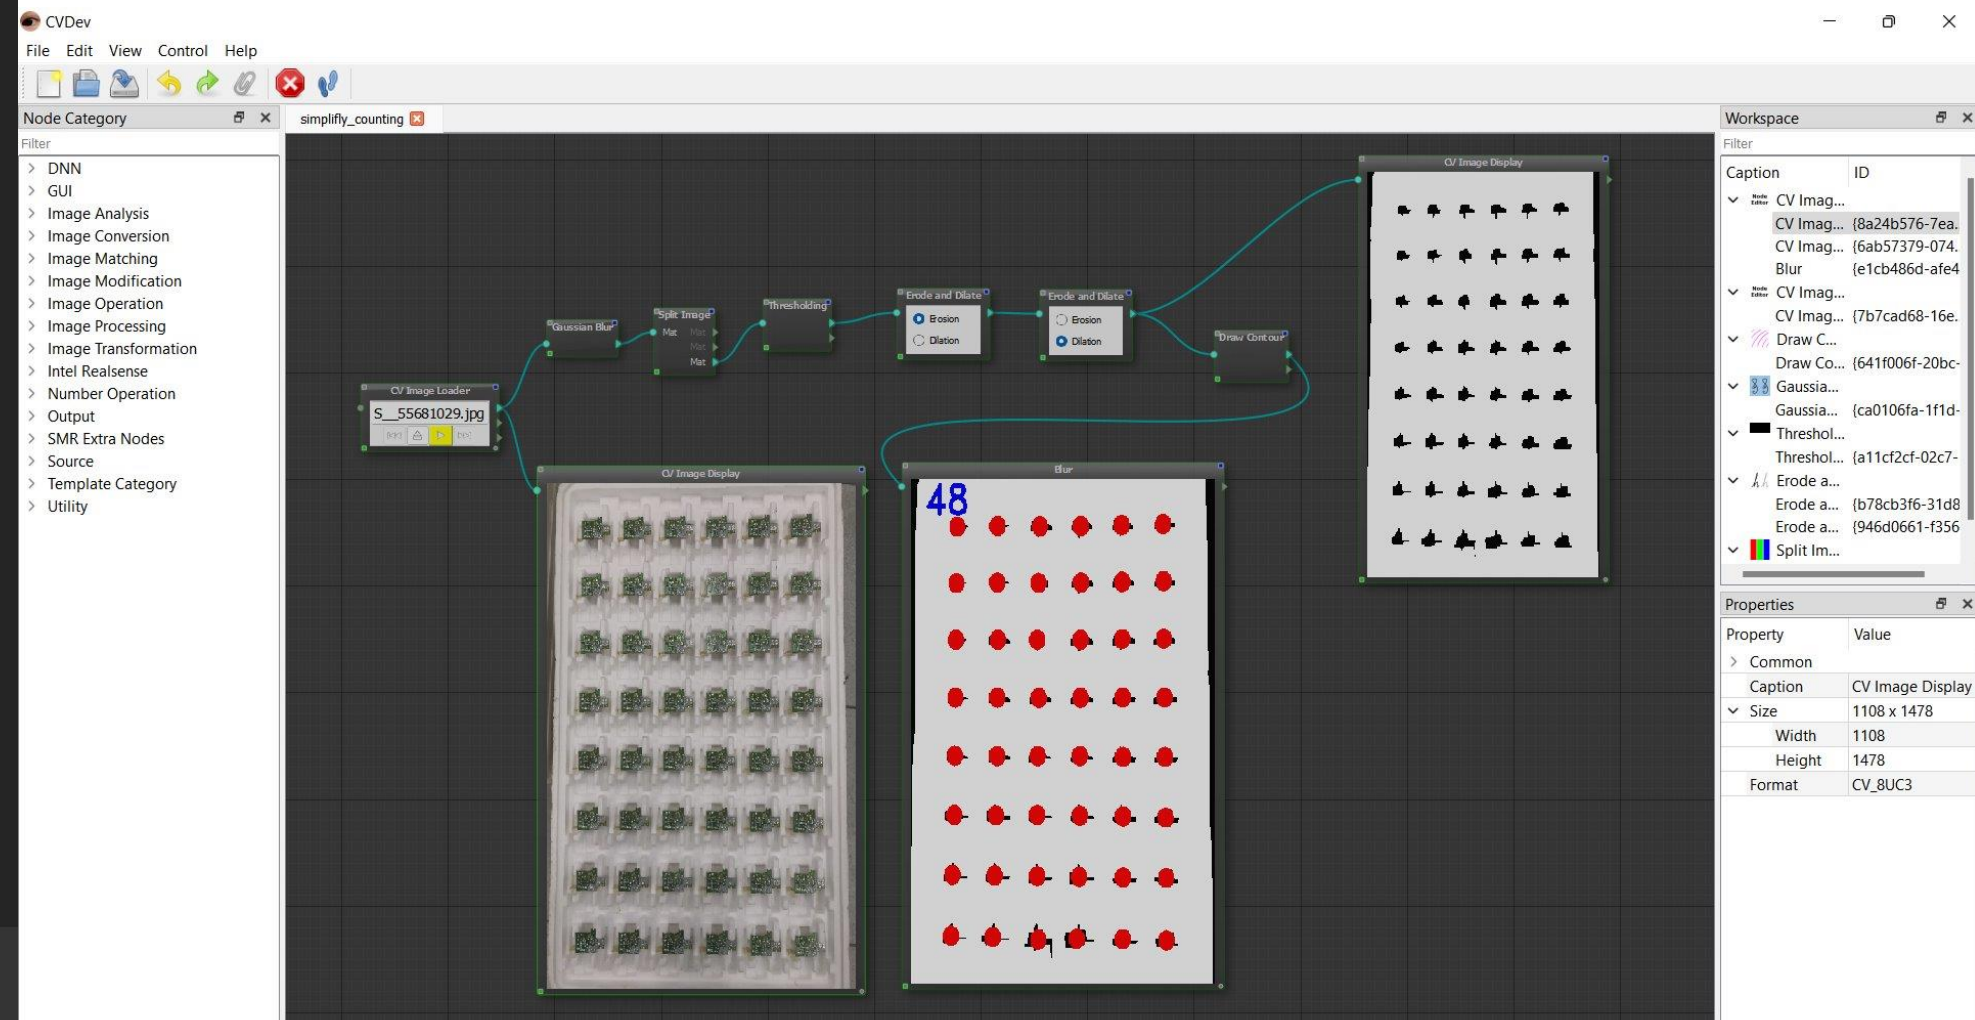 CVDev
File Edit View Control Help
Node Category
Filter
DNN
GUI
Image Analysis
Image Conversion
Image Matching
Image Modification
Image Operation
Image Processing
Image Transformation
Intel Realsense
Number Operation
Output
SMR Extra Nodes
Source
Template Category
Utility
simplifly_counting
CV Image Loader
S__55681029.jpg
Gaussian Blur
Split Image
Mat Mat
Mat
Mat
Thresholding
Erode and Dilate
Erosion
Dilation
Erode and Dilate
Erosion
Dilation
Draw Contour
CV Image Display
CV Image Display
Blur
48
Workspace
Filter
Caption ID
Node Editor CV Imag...
CV Imag... {8a24b576-7ea.
CV Imag... {6ab57379-074.
Blur {e1cb486d-afe4
Node Editor CV Imag...
CV Imag... {7b7cad68-16e.
Draw C...
Draw Co... {641f006f-20bc-
Gaussia...
Gaussia... {ca0106fa-1f1d-
Threshol...
Threshol... {a11cf2cf-02c7-
Erode a...
Erode a... {b78cb3f6-31d8
Erode a... {946d0661-f356
Split Im...
Properties
Property Value
Common
Caption CV Image Display
Size 1108 x 1478
Width 1108
Height 1478
Format CV_8UC3